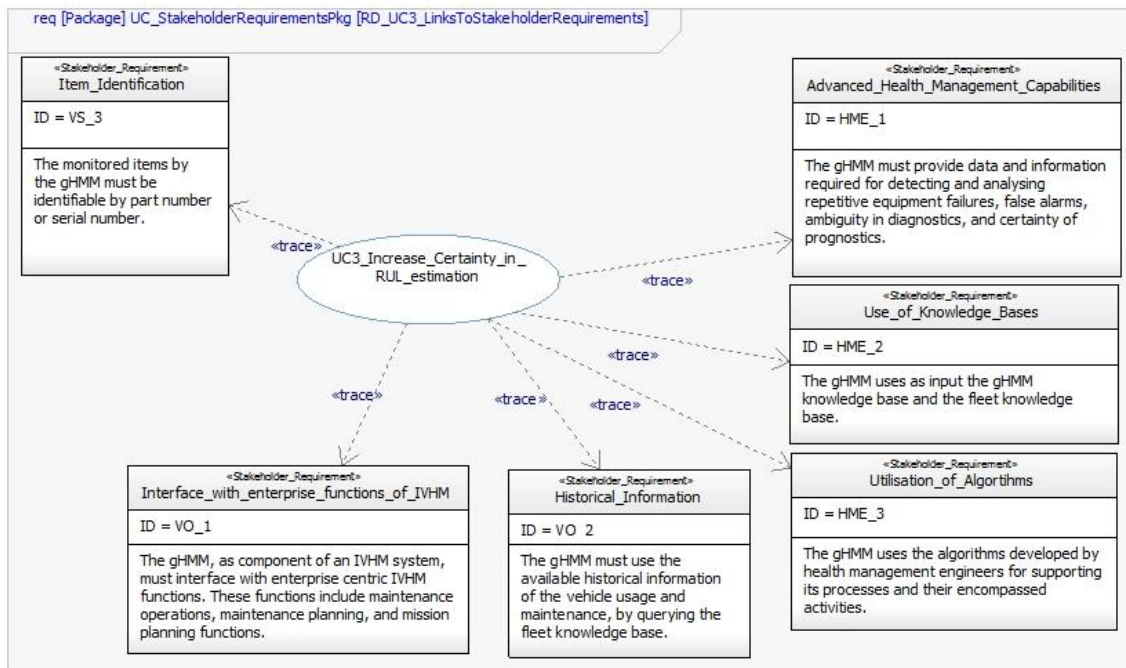 req [Package] UC_StakeholderRequirementsPkg [RD_UC3_LinksToStakeholderRequirements]
«Stakeholder_Requirement»
Item_Identification
ID = VS_3
The monitored items by
the gHMM must be
identifiable by part number
or serial number.
«Stakeholder_Requirement»
Advanced_Health_Management_Capabilities
ID = HME_1
The gHMM must provide data and information
required for detecting and analysing
repetitive equipment failures, false alarms,
ambiguity in diagnostics, and certainty of
prognostics.
«trace»
UC3_Increase_Certainty_in_
RUL_estimation
«trace»
«Stakeholder_Requirement»
Use_of_Knowledge_Bases
ID = HME_2
The gHMM uses as input the gHMM
knowledge base and the fleet knowledge
base.
«trace»
«trace»
«trace»
«trace»
«Stakeholder_Requirement»
Interface_with_enterprise_functions_of_IVHM
ID = VO_1
The gHMM, as component of an IVHM system,
must interface with enterprise centric IVHM
functions. These functions include maintenance
operations, maintenance planning, and mission
planning functions.
«Stakeholder_Requirement»
Historical_Information
ID = VO_2
The gHMM must use the
available historical information
of the vehicle usage and
maintenance, by querying the
fleet knowledge base.
«Stakeholder_Requirement»
Utilisation_of_Algortihms
ID = HME_3
The gHMM uses the algorithms developed by
health management engineers for supporting
its processes and their encompassed
activities.